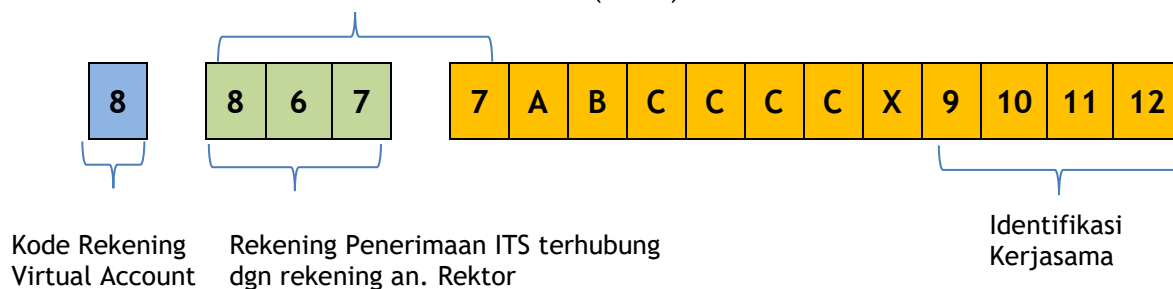 8 8 6 7 7 A B C C C C X 9 10 11 12
Identifikasi
Kerjasama
Kode Rekening
Virtual Account
Rekening Penerimaan ITS terhubung
dgn rekening an. Rektor